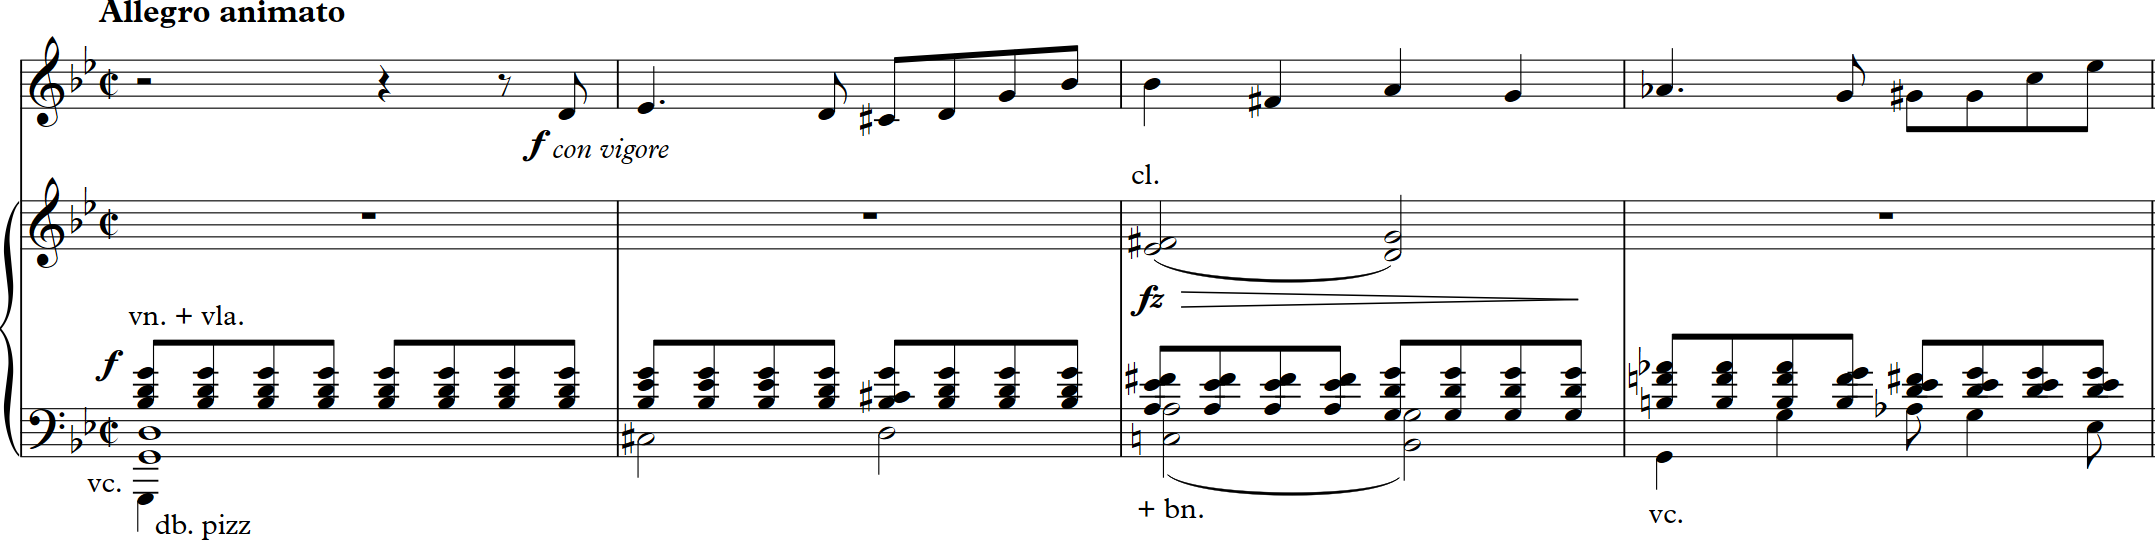 Allegro animato
f con vigore
cl.
fz
vn. + vla.
f
vc.
db. pizz
+ bn.
vc.